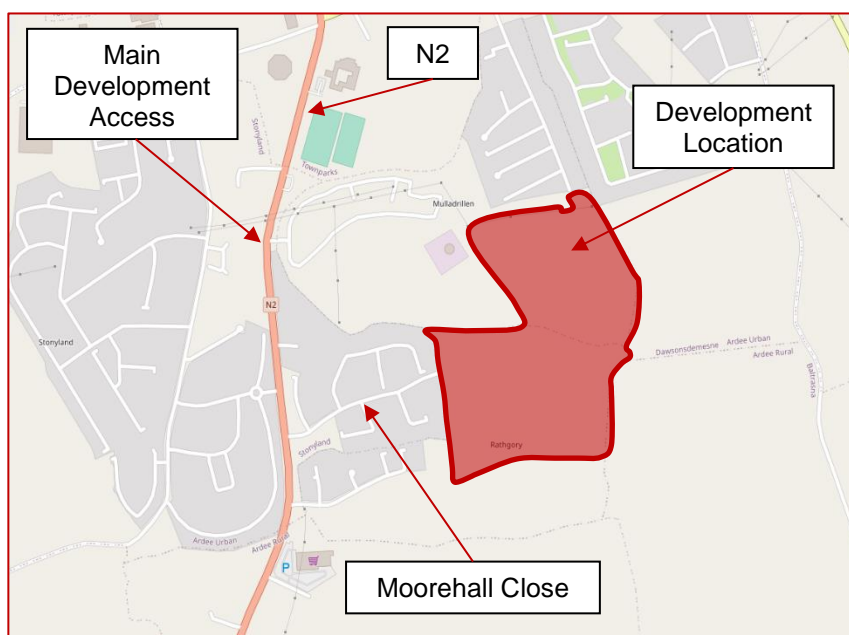 Main
Development
Access
N2
Development
Location
Stonyland
Townparks
Mulladrillen
N2
Stonyland
Dawsonsdemesne
Ardee Urban
Ardee Rural
Baltrasna
Rathgory
Stonyland
Ardee Urban
Ardee Rural
P
Moorehall Close